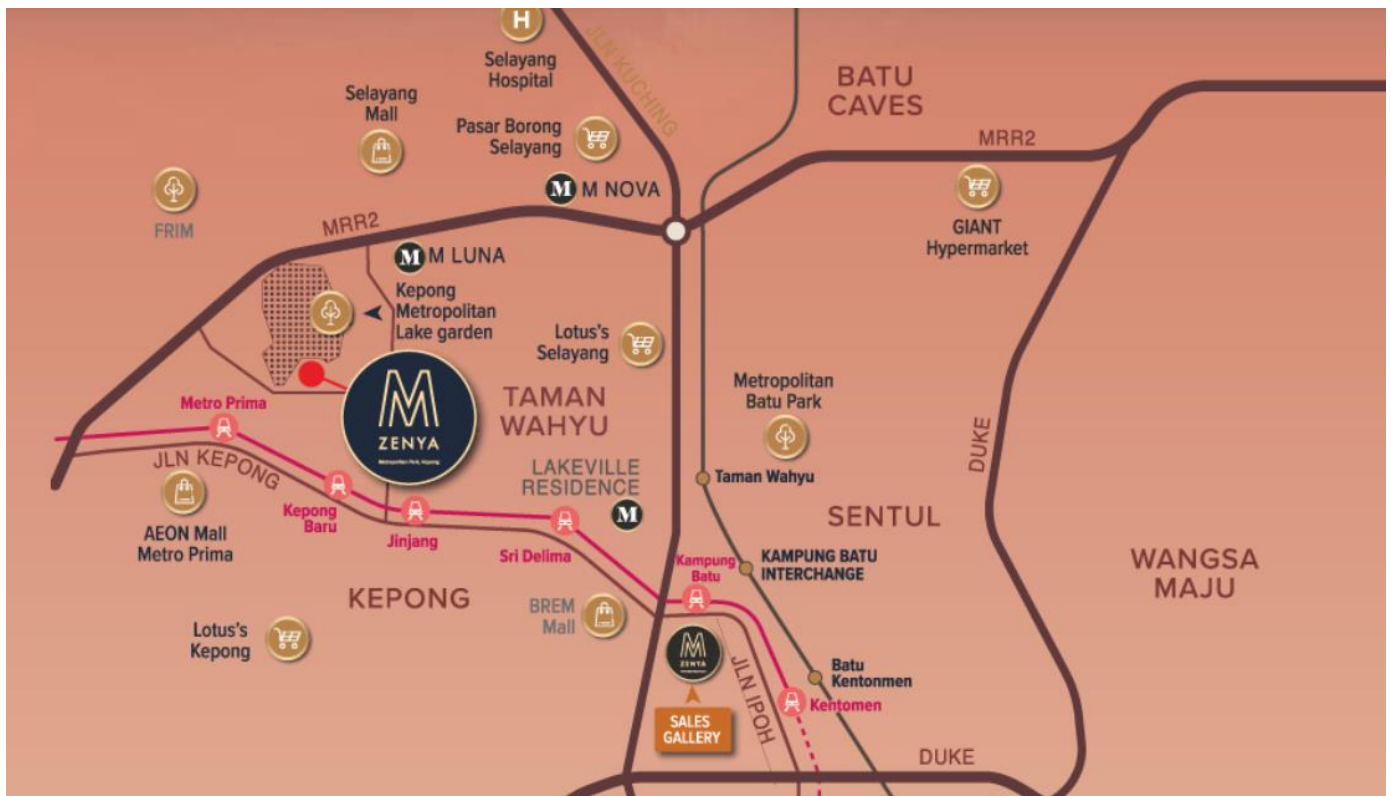 H
Selayang
Hospital
JLN KUCHING
BATU
CAVES
Selayang
Mall
Pasar Borong
Selayang
MRR2
M
M NOVA
FRIM
MRR2
GIANT
Hypermarket
M
M LUNA
Kepong
Metropolitan
Lake garden
Lotus's
Selayang
M
ZENYA
Metropolitan Park, Kepong
TAMAN
WAHYU
Metropolitan
Batu Park
Metro Prima
DUKE
JLN KEPONG
LAKEVILLE
RESIDENCE
M
Taman Wahyu
AEON Mall
Metro Prima
Kepong
Baru
Jinjang
Sri Delima
SENTUL
KAMPUNG BATU
INTERCHANGE
Kampung
Batu
WANGSA
MAJU
KEPONG
BREM
Mall
Lotus's
Kepong
M
ZENYA
JLN IPOH
Batu
Kentonmen
Kentomen
SALES
GALLERY
DUKE